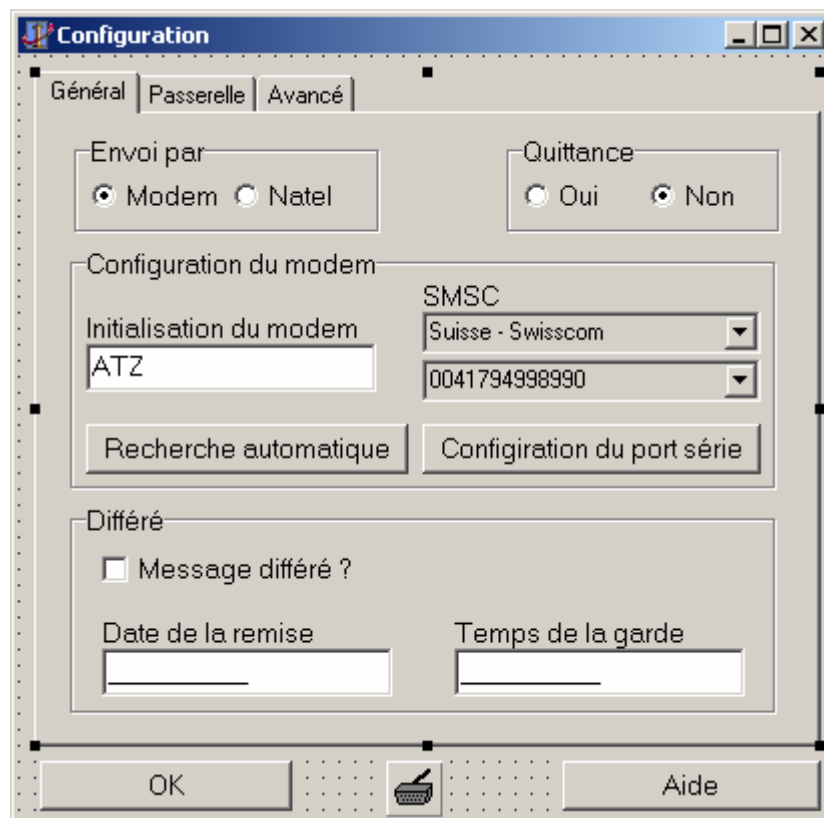 Configuration
Général Passerelle Avancé
Envoi par
Modem Natel
Quittance
Oui Non
Configuration du modem
SMSC
Initialisation du modem
Suisse - Swisscom
ATZ
0041794998990
Recherche automatique
Configiration du port série
Différé
Message différé ?
Date de la remise
Temps de la garde
OK
Aide